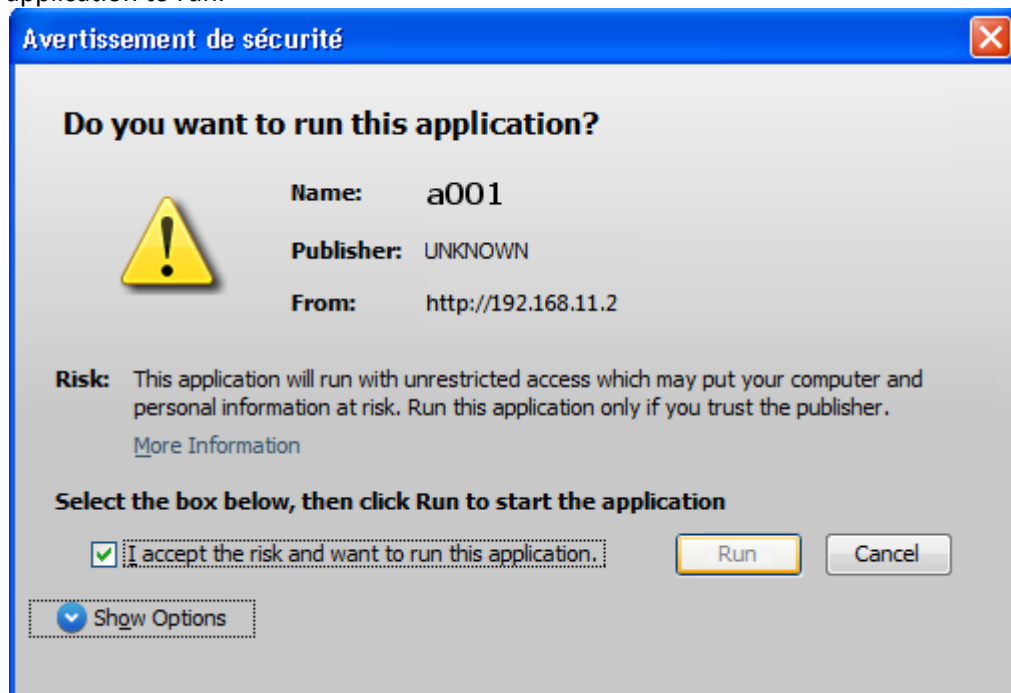 application to run.
Avertissement de sécurité
Do you want to run this application?
Name: a001
Publisher: UNKNOWN
From: http://192.168.11.2
Risk: This application will run with unrestricted access which may put your computer and
personal information at risk. Run this application only if you trust the publisher.
More Information
Select the box below, then click Run to start the application
I accept the risk and want to run this application. Run Cancel
Show Options